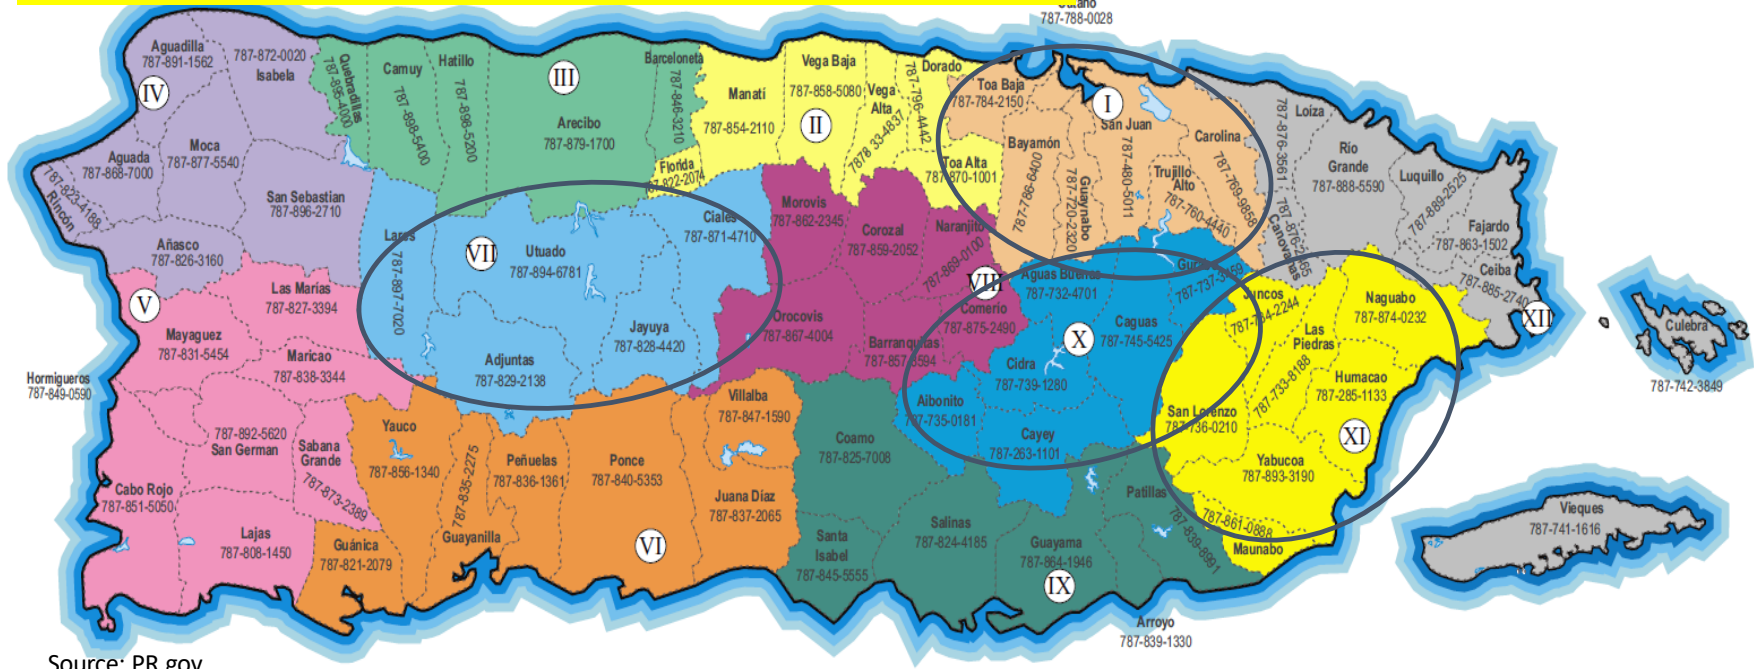 787-788-0028
Aguadilla
787-891-1562
787-872-0020
Isabela
IV
Moca
787-877-5540
Aguada
787-868-7000
787-823-4188
Rincón
San Sebastian
787-896-2710
Añasco
787-826-3160
Quebradillas
787-895-4000
Camuy
787-898-5400
Hatillo
787-898-5200
III
Arecibo
787-879-1700
Barceloneta
787-846-3210
Manatí
787-854-2110
Vega Baja
787-858-5080
II
Vega
Alta
7878 33-4837
Dorado
787-796-4442
Florida
787-822-2074
Toa Alta
787-870-1001
Toa Baja
787-784-2150
I
San Juan
787-480-5011
Bayamón
787-786-6400
Guaynabo
787-720-2320
Trujillo
Alto
787-760-4440
Carolina
787-769-9858
Loiza
787-876-3561
Canovanas
Rio
Grande
787-888-5590
Luquillo
787-889-2525
Fajardo
787-863-1502
Ceiba
787-885-2740
XII
Culebra
787-742-3849
Vieques
787-741-1616
V
Mayaguez
787-831-5454
Las Marías
787-827-3394
Maricao
787-838-3344
Hormigueros
787-849-0590
787-892-5620
San German
Sabana
Grande
787-873-2389
Cabo Rojo
787-851-5050
Lajas
787-808-1450
Lares
787-897-7020
VII
Utuado
787-894-6781
Ciales
787-871-4710
Jayuya
787-828-4420
Adjuntas
787-829-2138
Morovis
787-862-2345
Corozal
787-859-2052
Naranjito
787-869-0100
VIII
Orocovis
787-867-4004
Barranquitas
787-857-3594
Comerío
787-875-2490
Aguas Buenas
787-732-4701
X
Caguas
787-745-5425
Cidra
787-739-1280
Aibonito
787-735-0181
Cayey
787-263-1101
Juncos
Las
Piedras
787-733-8188
Naguabo
787-874-0232
Humacao
787-285-1133
San Lorenzo
787-736-0210
XI
Yabucoa
787-893-3190
787-861-0888
Maunabo
Yauco
787-856-1340
787-835-2275
Guayanilla
Guánica
787-821-2079
Peñuelas
787-836-1361
Ponce
787-840-5353
VI
Villalba
787-847-1590
Juana Díaz
787-837-2065
Coamo
787-825-7008
Santa
Isabel
787-845-5555
Salinas
787-824-4185
Guayama
787-864-1946
IX
Patillas
787-839-8991
Arroyo
787-839-1330
Source: PR.gov